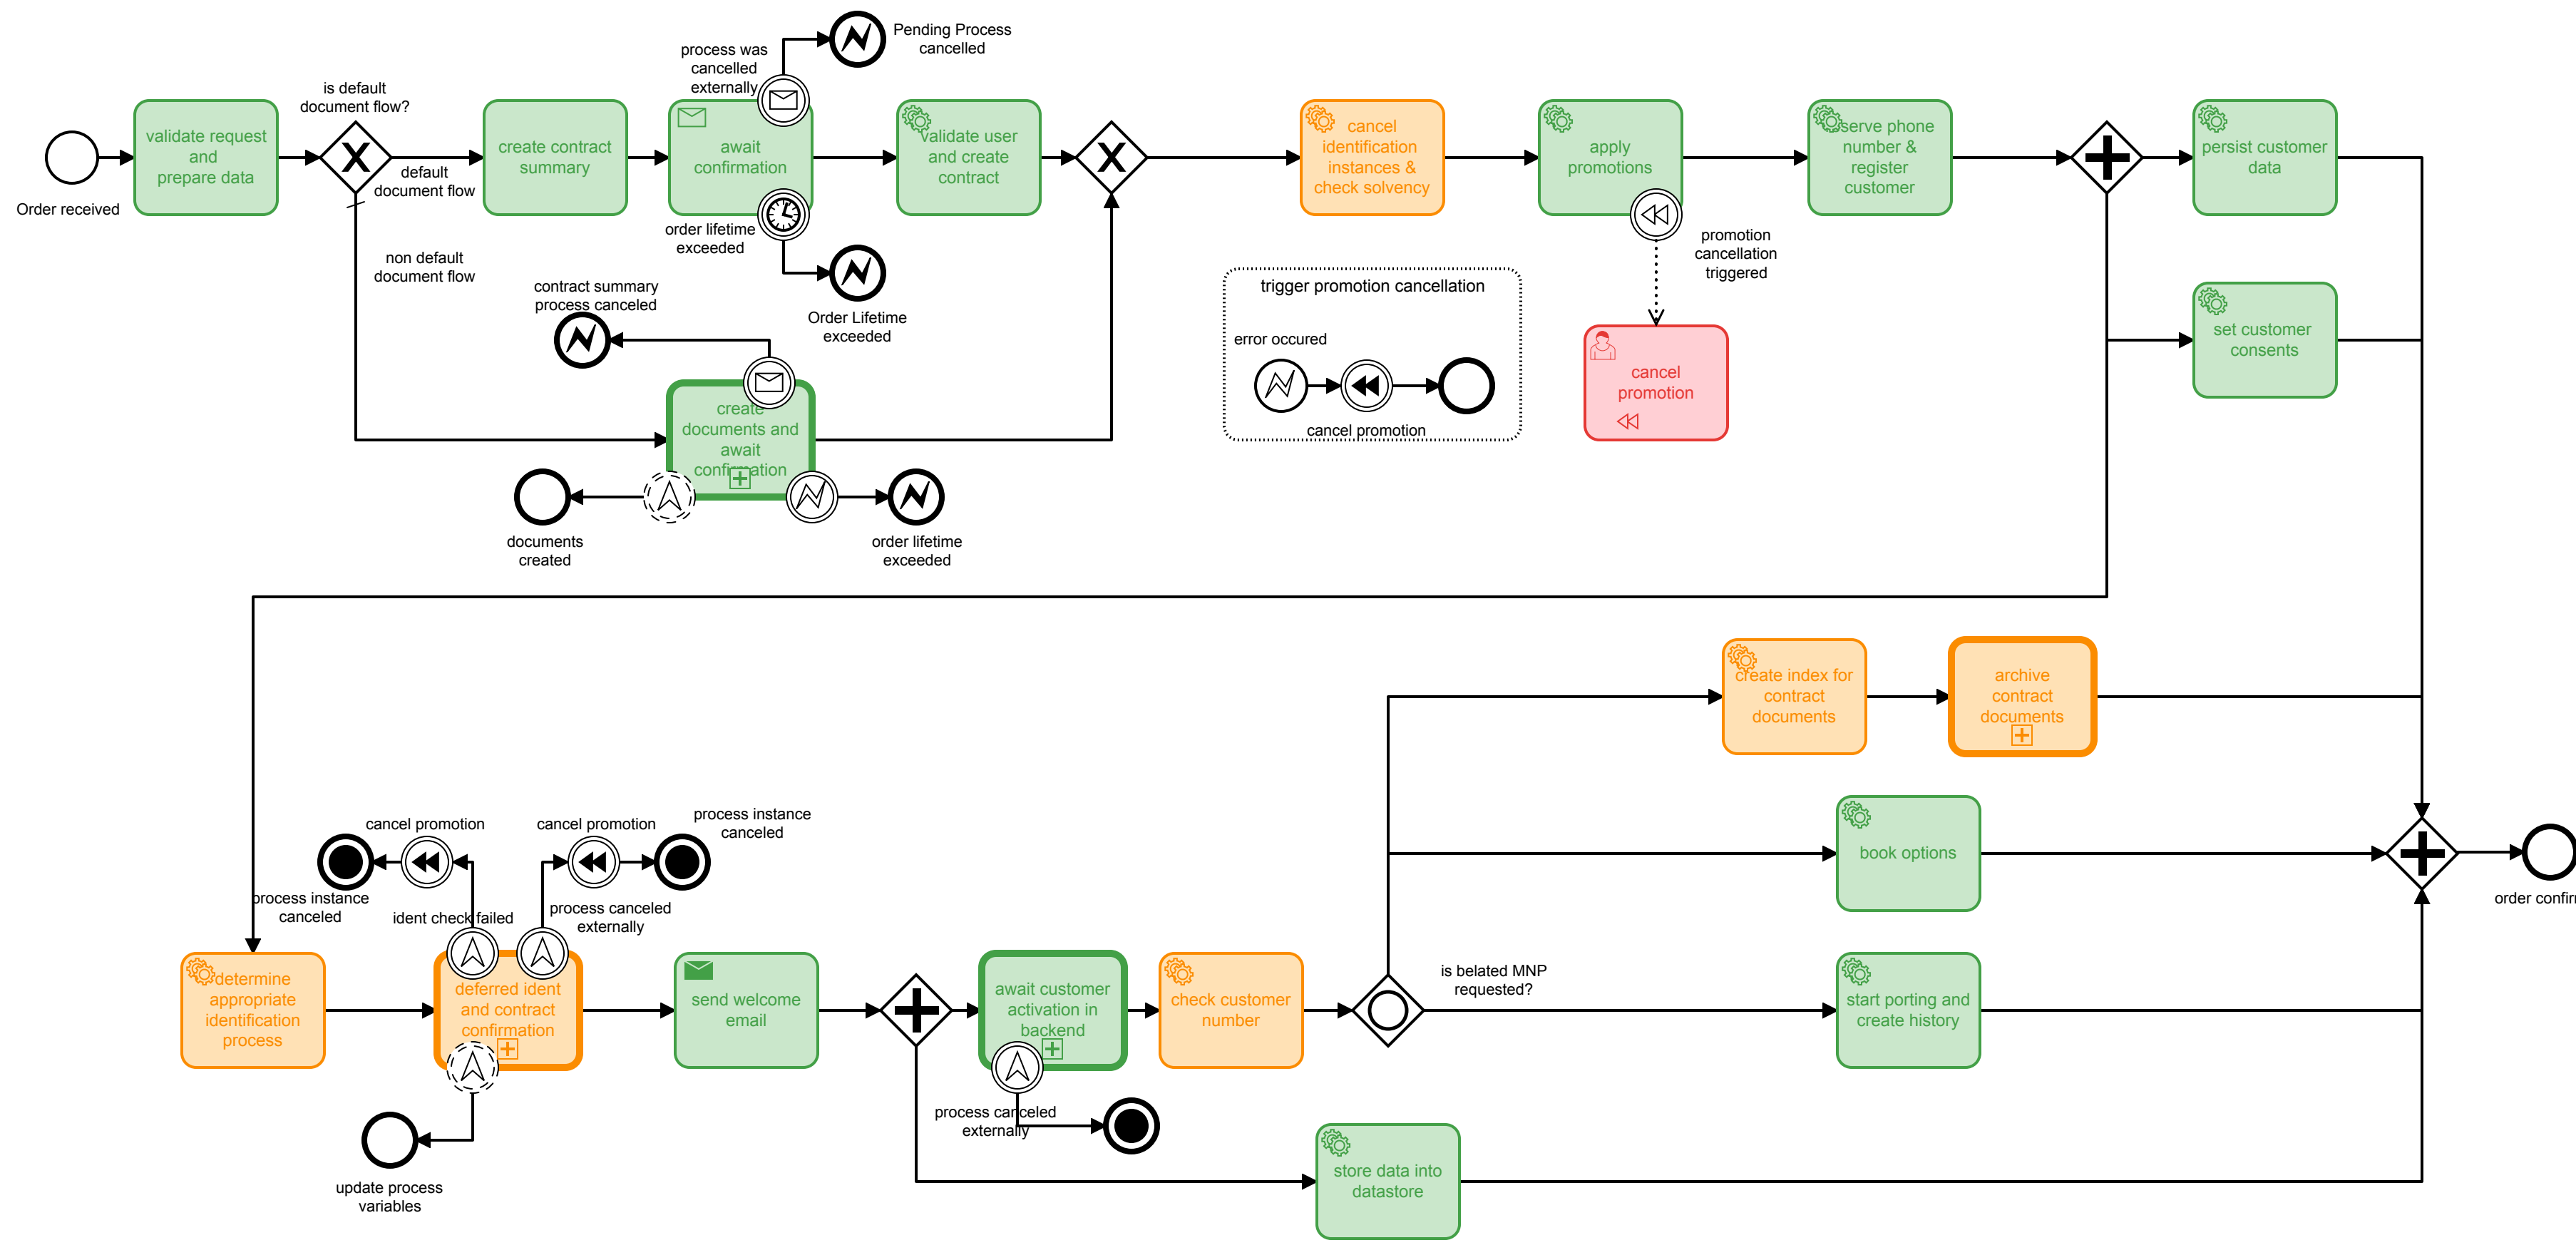 Order received
validate request
and
prepare data
is default
document flow?
default
document flow
non default
document flow
create contract
summary
process was
cancelled
externally
Pending Process
cancelled
await
confirmation
order lifetime
exceeded
Order Lifetime
exceeded
validate user
and create
contract
contract summary
process canceled
create
documents and
await
confirmation
documents
created
order lifetime
exceeded
cancel
identification
instances &
check solvency
apply
promotions
promotion
cancellation
triggered
trigger promotion cancellation
error occured
cancel promotion
cancel
promotion
serve phone
number &
register
customer
persist customer
data
set customer
consents
create index for
contract
documents
archive
contract
documents
book options
start porting and
create history
is belated MNP
requested?
order confir
determine
appropriate
identification
process
process instance
canceled
cancel promotion
ident check failed
cancel promotion
process instance
canceled
process canceled
externally
deferred ident
and contract
confirmation
update process
variables
send welcome
email
await customer
activation in
backend
process canceled
externally
check customer
number
store data into
datastore